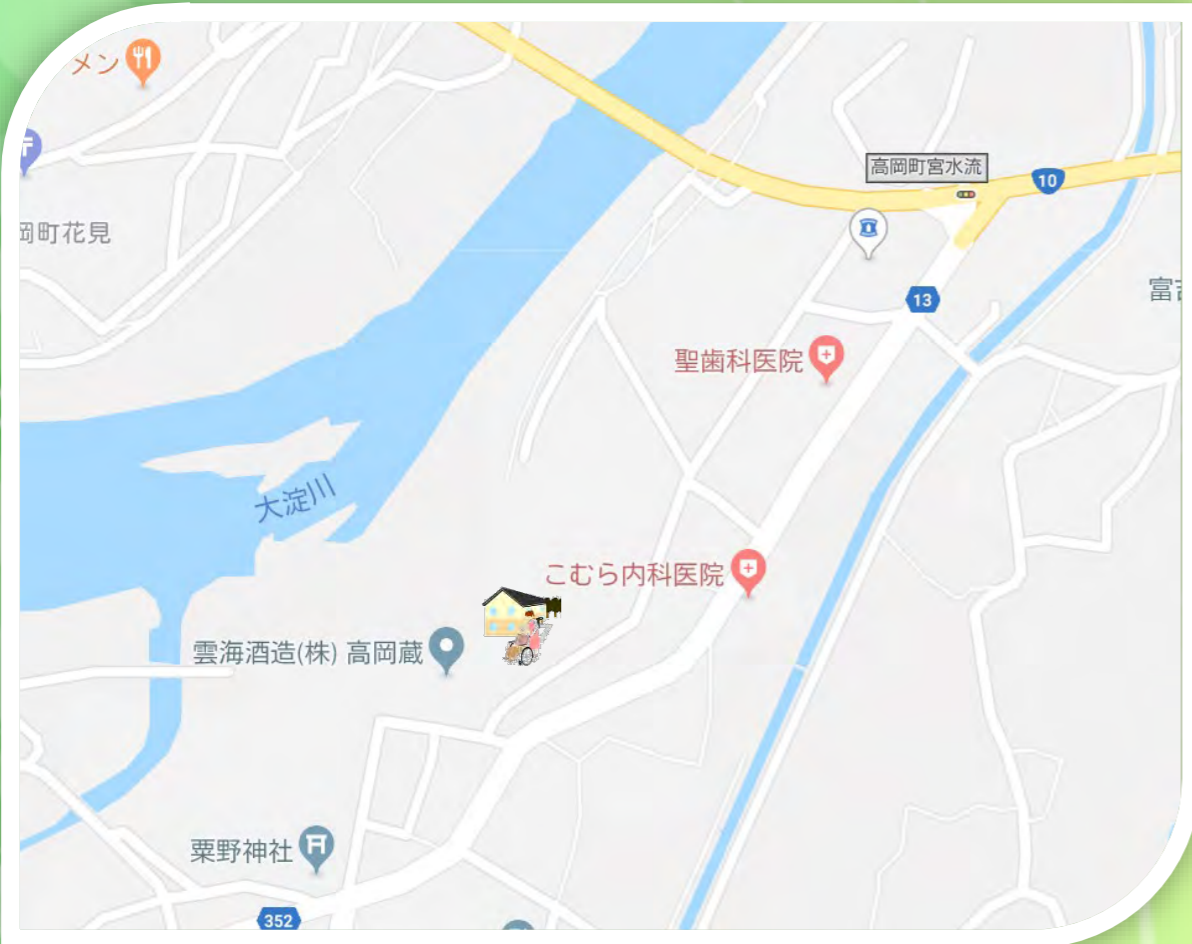 メン
〒
高岡町宮水流
10
岡町花見
13
富吉
聖歯科医院
大淀川
こむら内科医院
雲海酒造(株) 高岡蔵
粟野神社
352